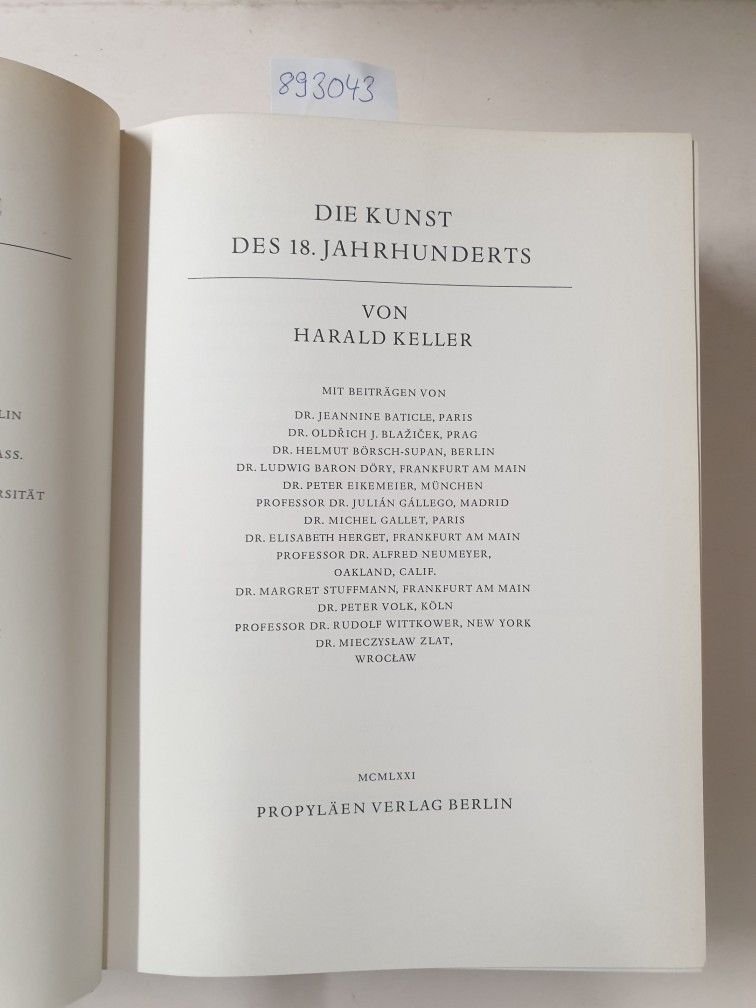 893043
DIE KUNST
DES 18. JAHRHUNDERTS
VON
HARALD KELLER
MIT BEITRÄGEN VON
DR. JEANNINE BATICLE, PARIS
DR. OLDŘICH J. BLAŽIČEK, PRAG
DR. HELMUT BÖRSCH-SUPAN, BERLIN
DR. LUDWIG BARON DÖRY, FRANKFURT AM MAIN
DR. PETER EIKEMEIER, MÜNCHEN
PROFESSOR DR. JULIÁN GÁLLEGO, MADRID
DR. MICHEL GALLET, PARIS
DR. ELISABETH HERGET, FRANKFURT AM MAIN
PROFESSOR DR. ALFRED NEUMEYER,
OAKLAND, CALIF.
DR. MARGRET STUFFMANN, FRANKFURT AM MAIN
DR. PETER VOLK, KÖLN
PROFESSOR DR. RUDOLF WITTKOWER, NEW YORK
DR. MIECZYSŁAW ZLAT,
WROCŁAW
MCMLXXI
PROPYLÄEN VERLAG BERLIN